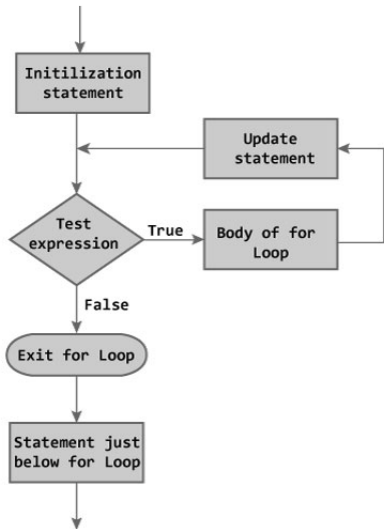 Initilization
statement
Update
statement
Test
expression
True
Body of for
Loop
False
Exit for Loop
Statement just
below for Loop